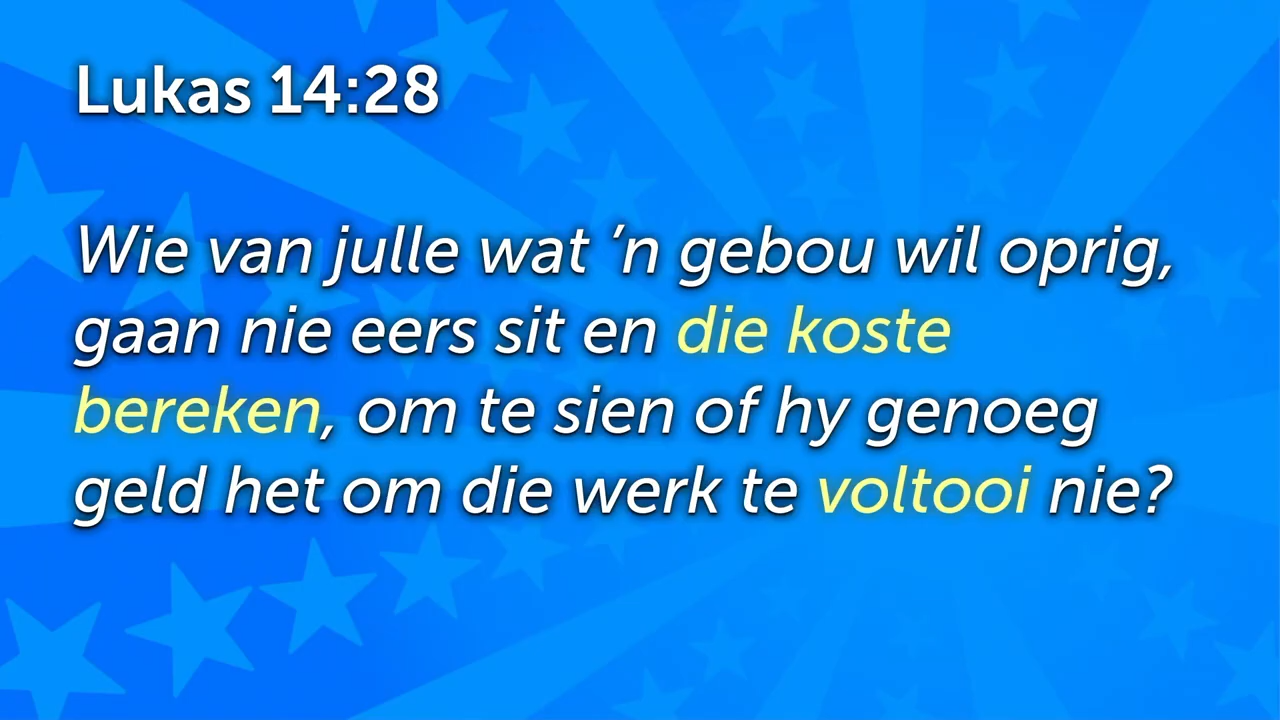 Lukas 14:28
Wie van julle wat ’n gebou wil oprig,
gaan nie eers sit en die koste
bereken, om te sien of hy genoeg
geld het om die werk te voltooi nie?